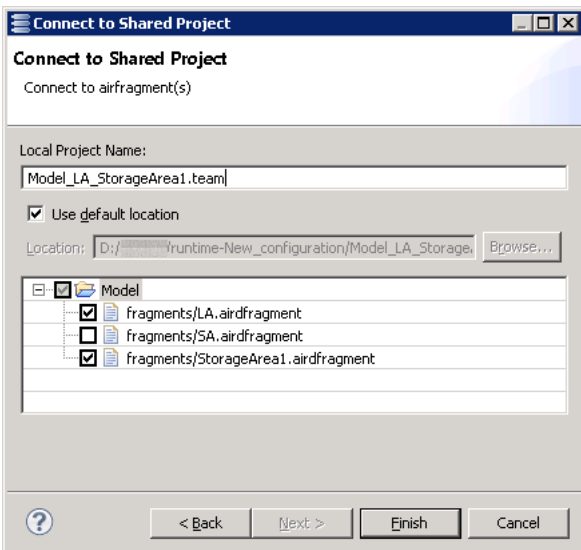 Connect to Shared Project
Connect to Shared Project
Connect to airfragment(s)
Local Project Name:
Model_LA_StorageArea1.team
Use default location
Location: D:/ /runtime-New_configuration/Model_LA_Storage. Browse...
Model
fragments/LA.airdfragment
fragments/SA.airdfragment
fragments/StorageArea1.airdfragment
? < Back Next > Finish Cancel